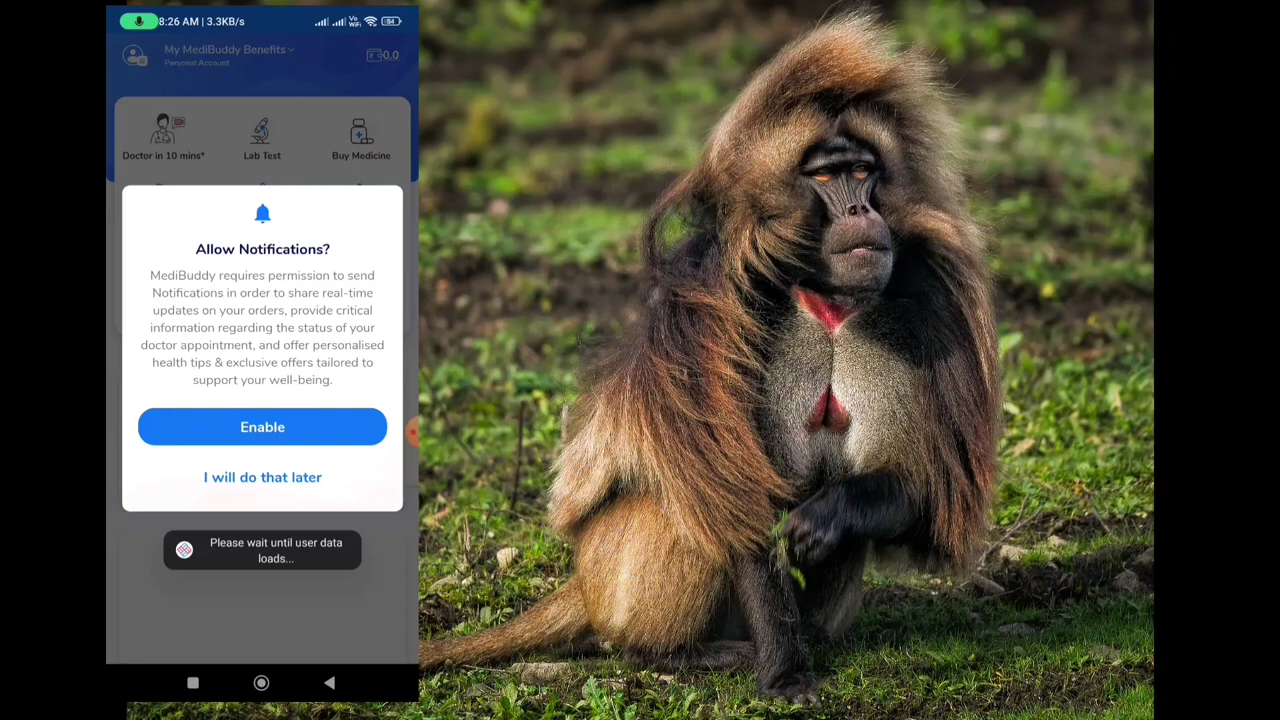 8:26 AM | 3.3KB/s
Vo
WiFi
54
My MediBuddy Benefits
Personal Account
0.0
Doctor in 10 mins*
Lab Test
Buy Medicine
Allow Notifications?
MediBuddy requires permission to send
Notifications in order to share real-time
updates on your orders, provide critical
information regarding the status of your
doctor appointment, and offer personalised
health tips & exclusive offers tailored to
support your well-being.
Enable
I will do that later
Please wait until user data
loads...